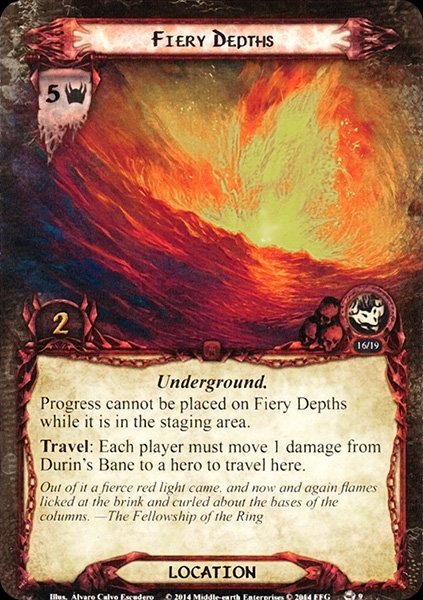 FIERY DEPTHS
5
2
16/19
Underground.
Progress cannot be placed on Fiery Depths
while it is in the staging area.
Travel: Each player must move 1 damage from
Durin's Bane to a hero to travel here.
Out of it a fierce red light came, and now and again flames
licked at the brink and curled about the bases of the
columns. —The Fellowship of the Ring
LOCATION
Illus. Álvaro Calvo Escudero © 2014 Middle-earth Enterprises © 2014 FFG 9